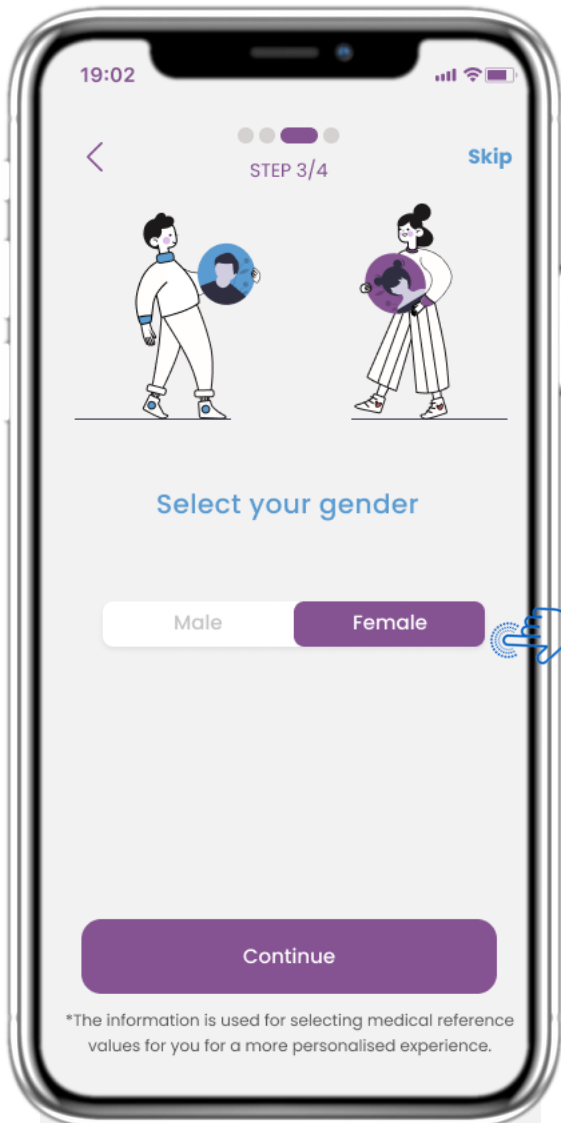 19:02
Skip
STEP 3/4
Select your gender
Male Female
Continue
*The information is used for selecting medical reference
values for you for a more personalised experience.